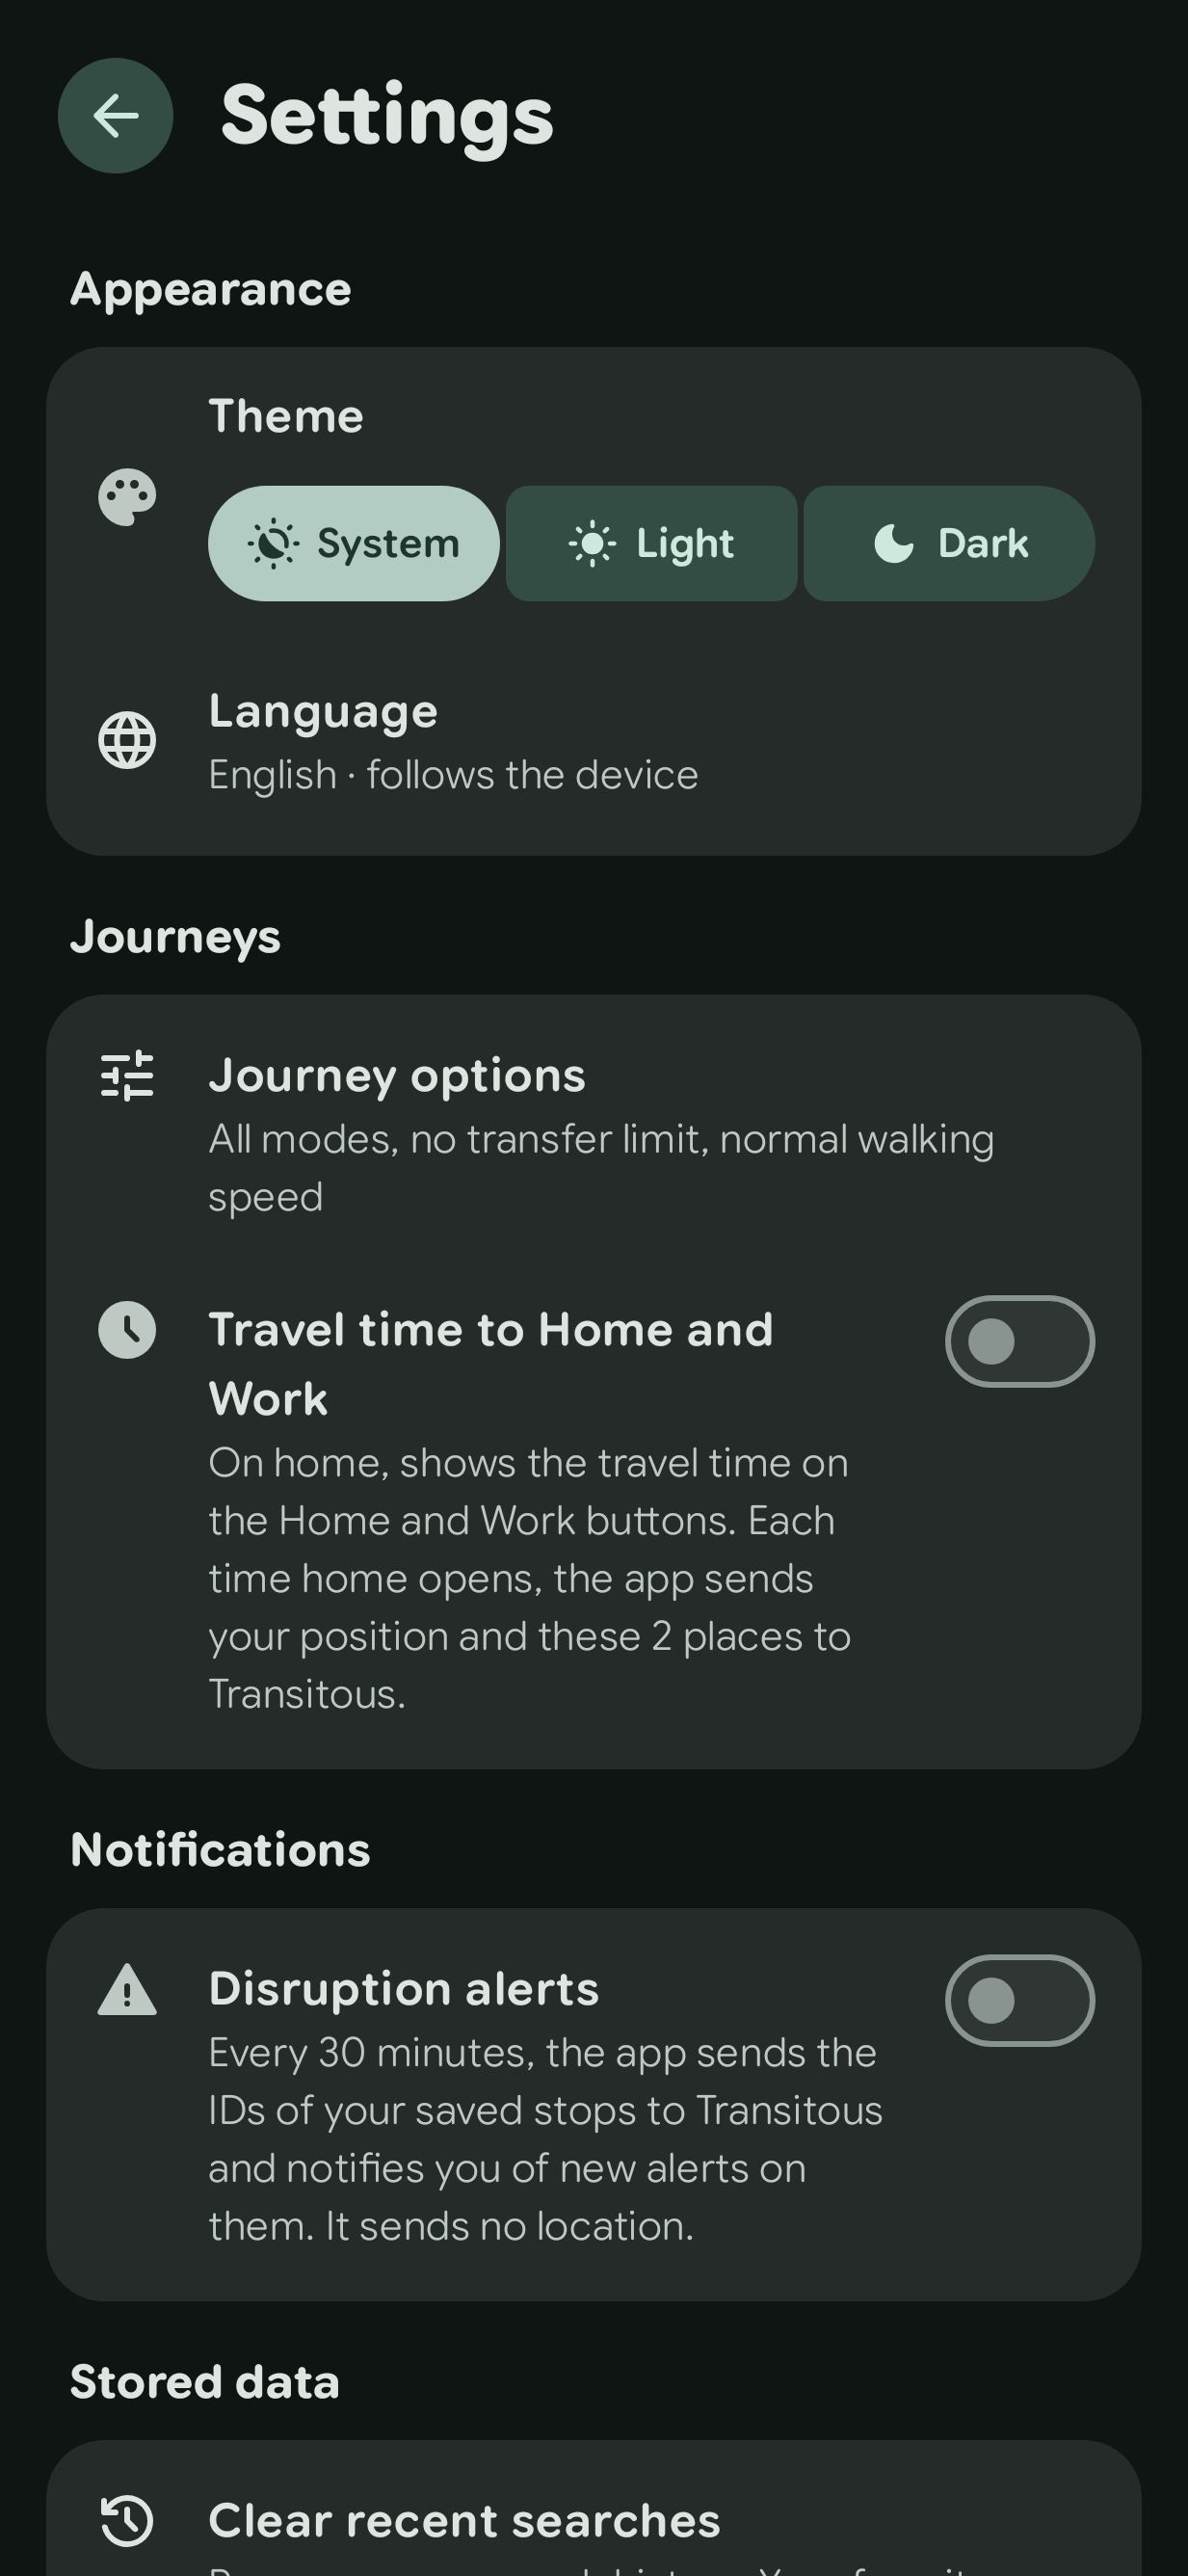 Settings
Appearance
Theme
System
Light
Dark
Language
English · follows the device
Journeys
Journey options
All modes, no transfer limit, normal walking
speed
Travel time to Home and
Work
On home, shows the travel time on
the Home and Work buttons. Each
time home opens, the app sends
your position and these 2 places to
Transitous.
Notifications
Disruption alerts
Every 30 minutes, the app sends the
IDs of your saved stops to Transitous
and notifies you of new alerts on
them. It sends no location.
Stored data
Clear recent searches